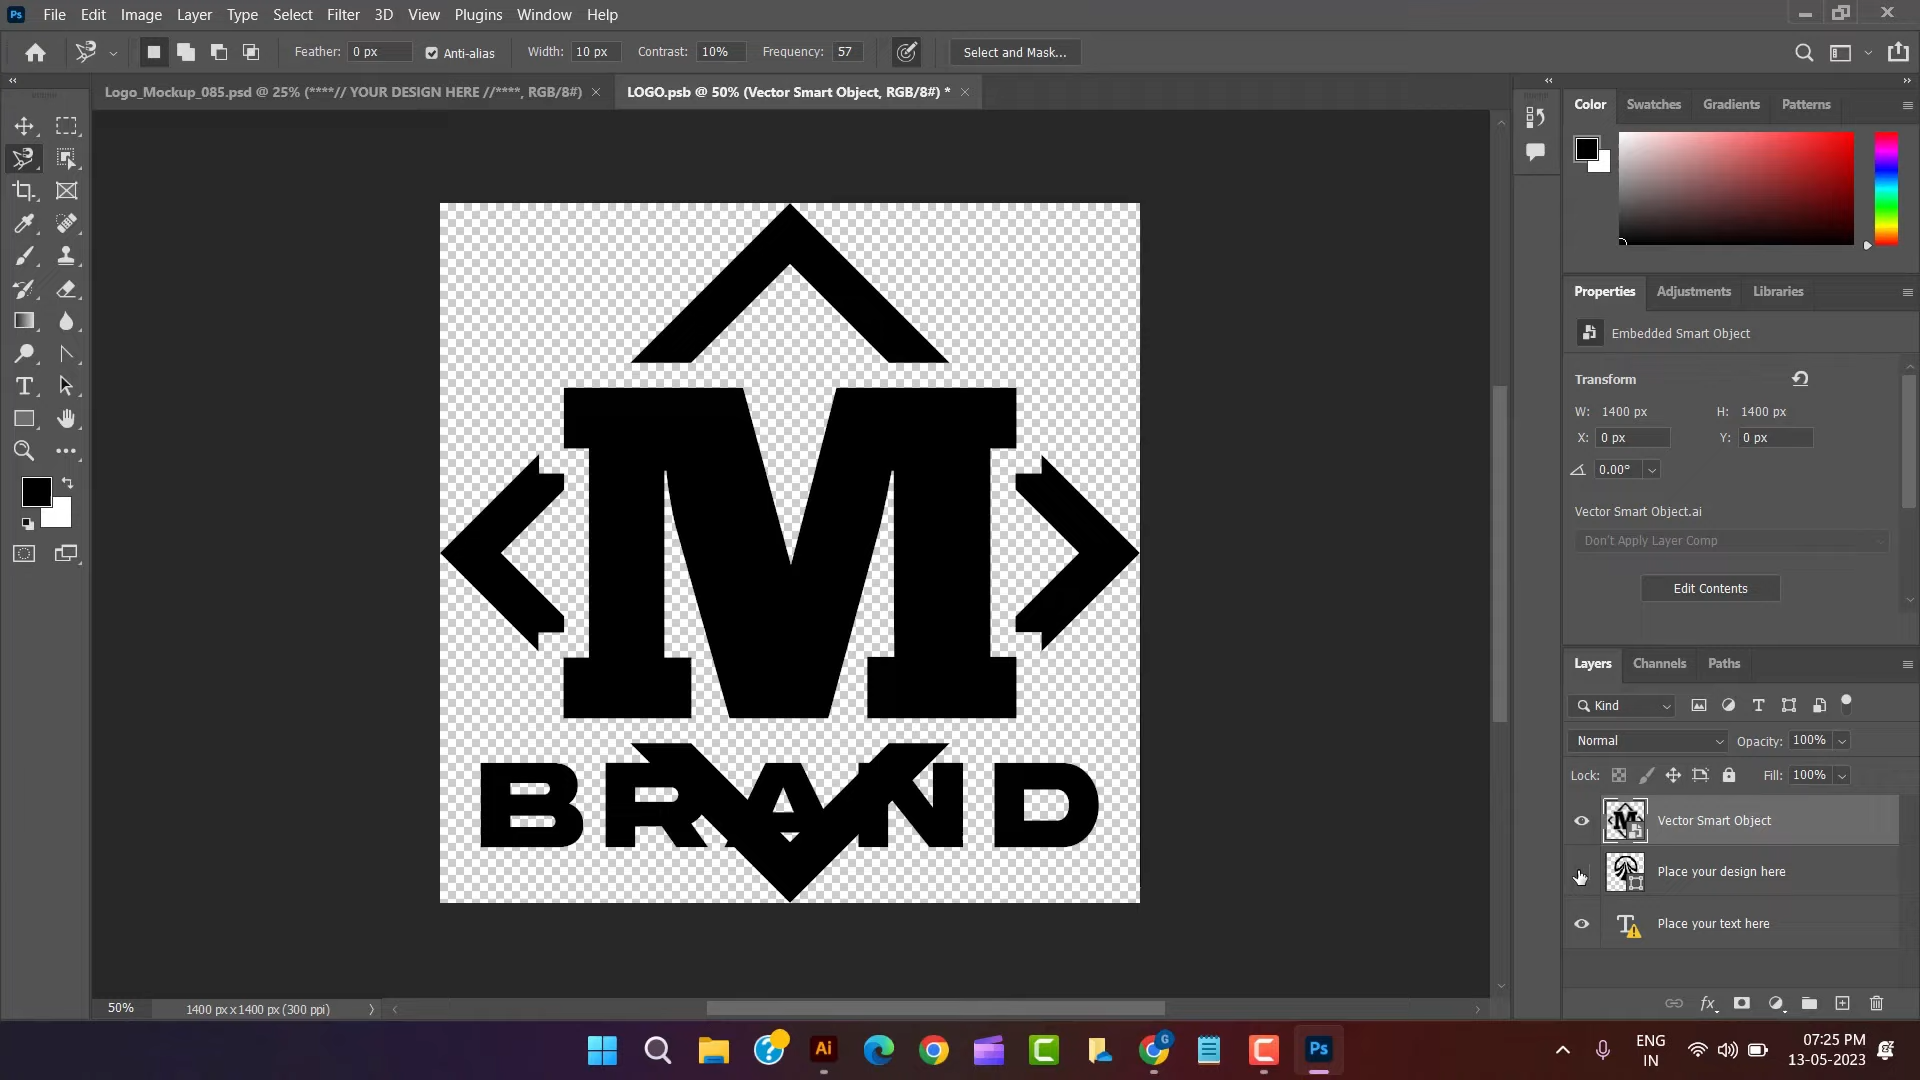 Ps File Edit Image Layer Type Select Filter 3D View Plugins Window Help
Feather: 0 px Anti-alias Width: 10 px Contrast: 10% Frequency: 57 Select and Mask...
Logo_Mockup_085.psd @ 25% (****// YOUR DESIGN HERE //****, RGB/8#) × LOGO.psb @ 50% (Vector Smart Object, RGB/8#) * ×
Color Swatches Gradients Patterns
Properties Adjustments Libraries
Embedded Smart Object
Transform
W: 1400 px H: 1400 px
X: 0 px Y: 0 px
0.00°
Vector Smart Object.ai
Don't Apply Layer Comp
Edit Contents
M
BRAND
Layers Channels Paths
Kind
Normal Opacity: 100%
Lock: Fill: 100%
Vector Smart Object
Place your design here
Place your text here
50% 1400 px x 1400 px (300 ppi)
Ai G Ps
ENG
IN
07:25 PM
13-05-2023